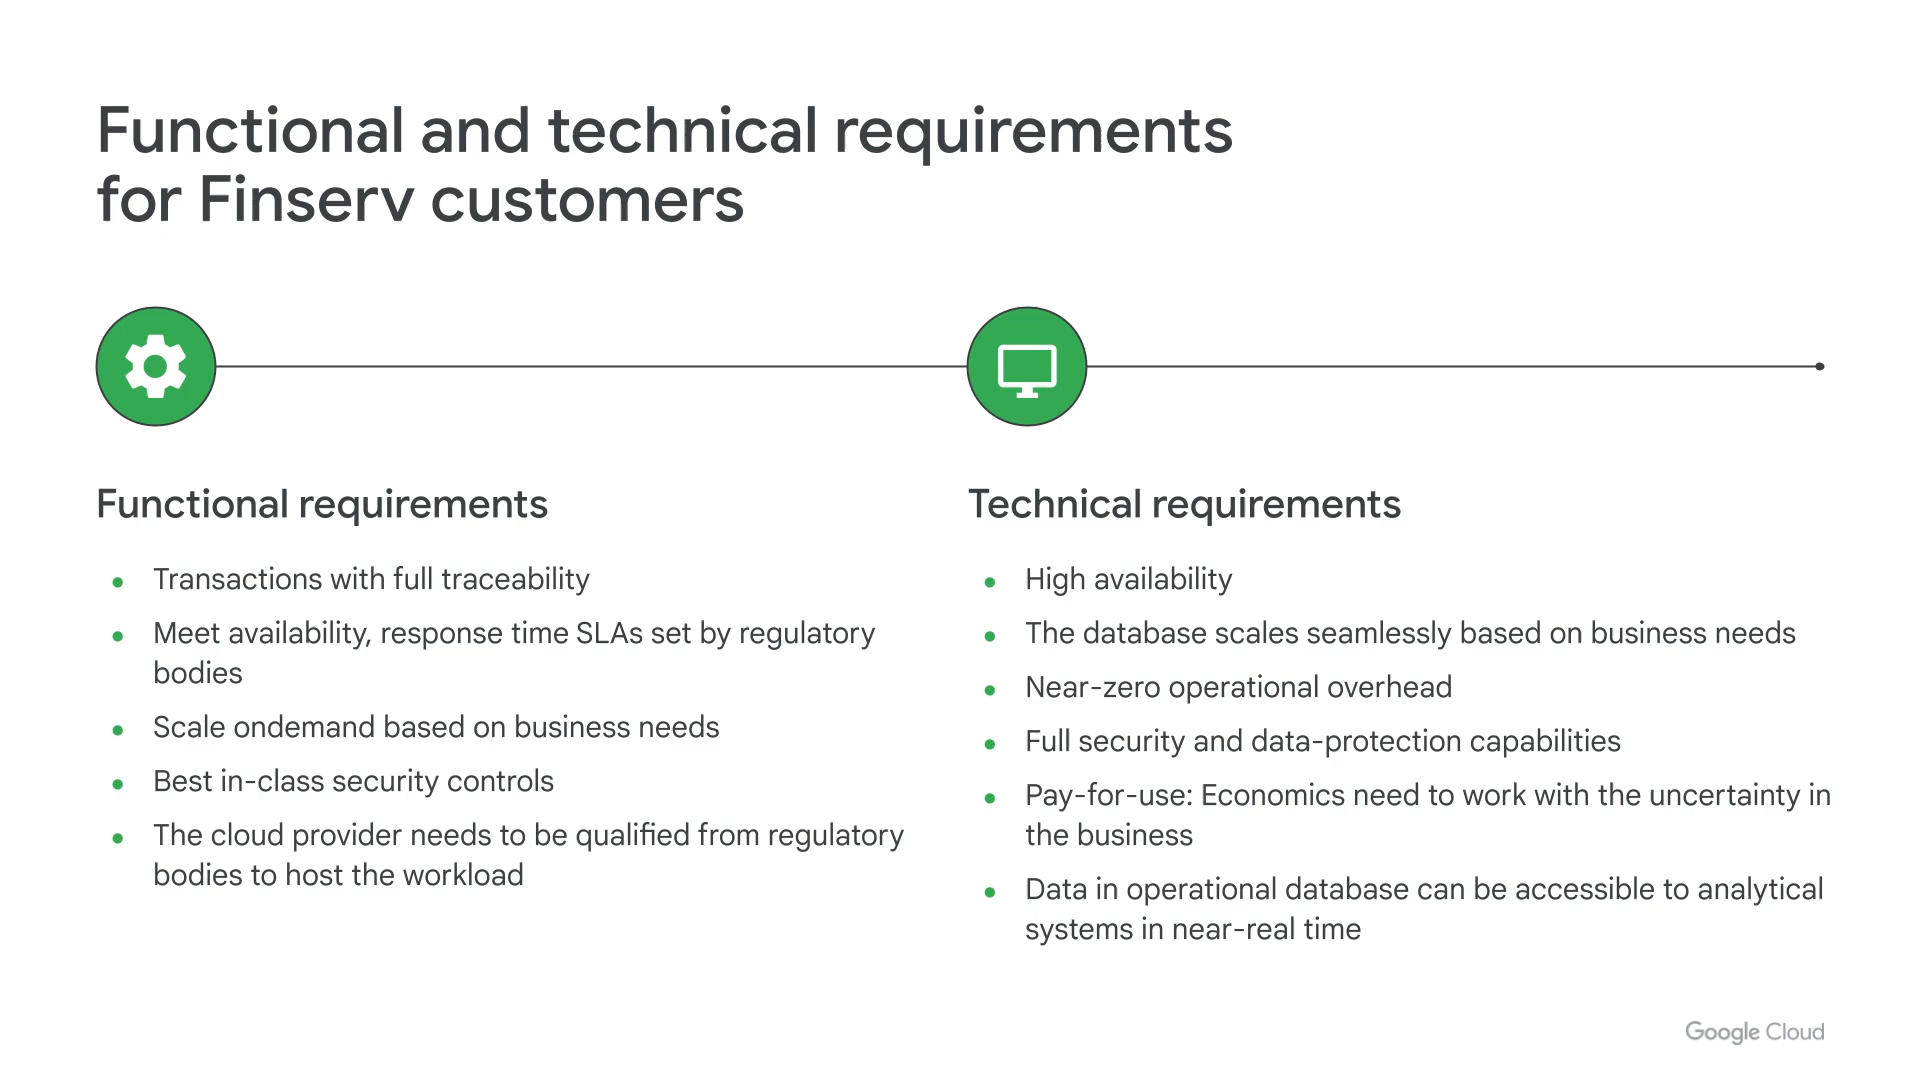 Functional and technical requirements
for Finserv customers
Functional requirements
Transactions with full traceability
Meet availability, response time SLAs set by regulatory
bodies
Scale ondemand based on business needs
Best in-class security controls
The cloud provider needs to be qualified from regulatory
bodies to host the workload
Technical requirements
High availability
The database scales seamlessly based on business needs
Near-zero operational overhead
Full security and data-protection capabilities
Pay-for-use: Economics need to work with the uncertainty in
the business
Data in operational database can be accessible to analytical
systems in near-real time
Google Cloud